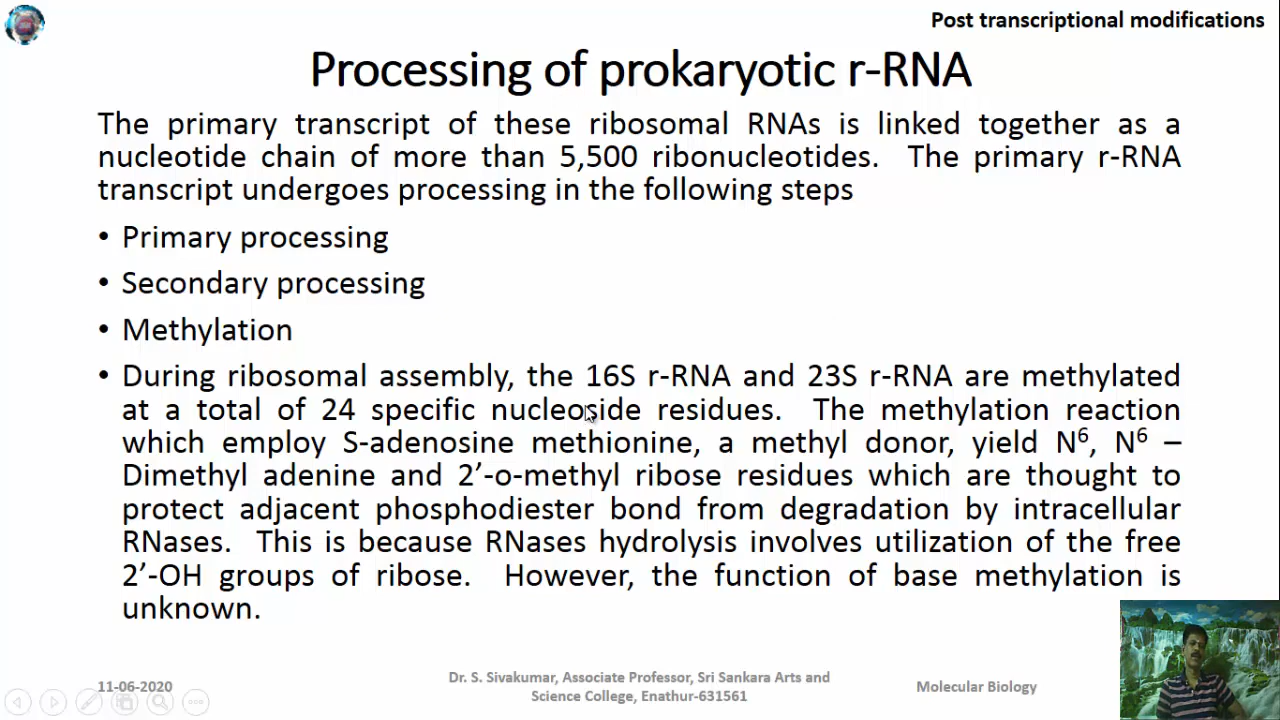 Post transcriptional modifications
Processing of prokaryotic r-RNA
The primary transcript of these ribosomal RNAs is linked together as a
nucleotide chain of more than 5,500 ribonucleotides. The primary r-RNA
transcript undergoes processing in the following steps
• Primary processing
• Secondary processing
• Methylation
• During ribosomal assembly, the 16S r-RNA and 23S r-RNA are methylated
at a total of 24 specific nucleoside residues. The methylation reaction
which employ S-adenosine methionine, a methyl donor, yield N⁶, N⁶ –
Dimethyl adenine and 2’-o-methyl ribose residues which are thought to
protect adjacent phosphodiester bond from degradation by intracellular
RNases. This is because RNases hydrolysis involves utilization of the free
2’-OH groups of ribose. However, the function of base methylation is
unknown.
11-06-2020
Dr. S. Sivakumar, Associate Professor, Sri Sankara Arts and
Science College, Enathur-631561
Molecular Biology